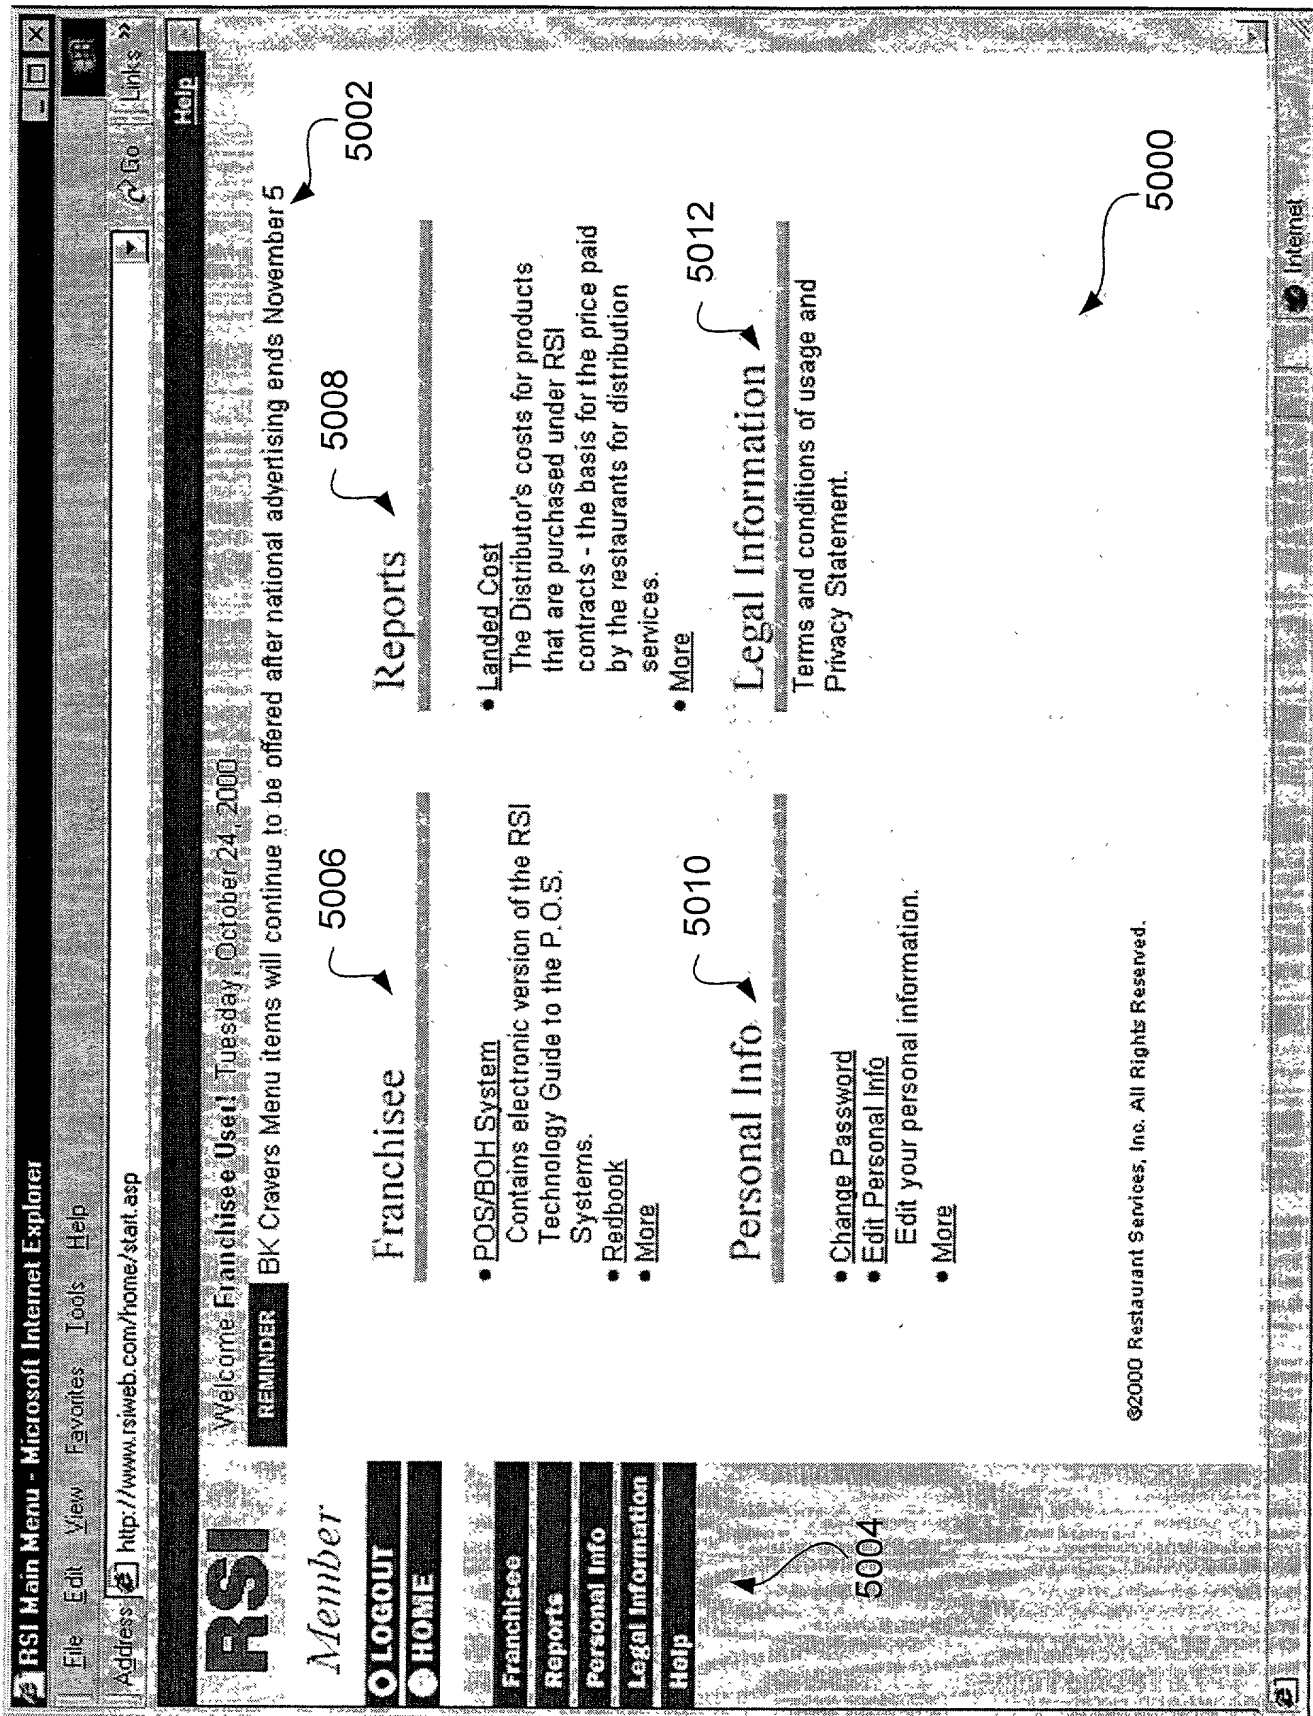 RSI Main Menu - Microsoft Internet Explorer
File Edit View Favorites Tools Help
Address http://www.rsiweb.com/home/start.asp Go Links »
Help
RSI
Member
LOGOUT
HOME
Franchisee
Reports
Personal Info
Legal Information
Help
5004
Welcome Franchisee User! Tuesday, October 24, 2000
REMINDER BK Cravers Menu items will continue to be offered after national advertising ends November 5
5002
5006
Franchisee
• POS/BOH System
Contains electronic version of the RSI
Technology Guide to the P.O.S.
Systems.
• Redbook
• More
5008
Reports
• Landed Cost
The Distributor's costs for products
that are purchased under RSI
contracts - the basis for the price paid
by the restaurants for distribution
services.
• More
5010
Personal Info
• Change Password
• Edit Personal Info
Edit your personal information.
• More
5012
Legal Information
Terms and conditions of usage and
Privacy Statement.
5000
©2000 Restaurant Services, Inc. All Rights Reserved.
Internet